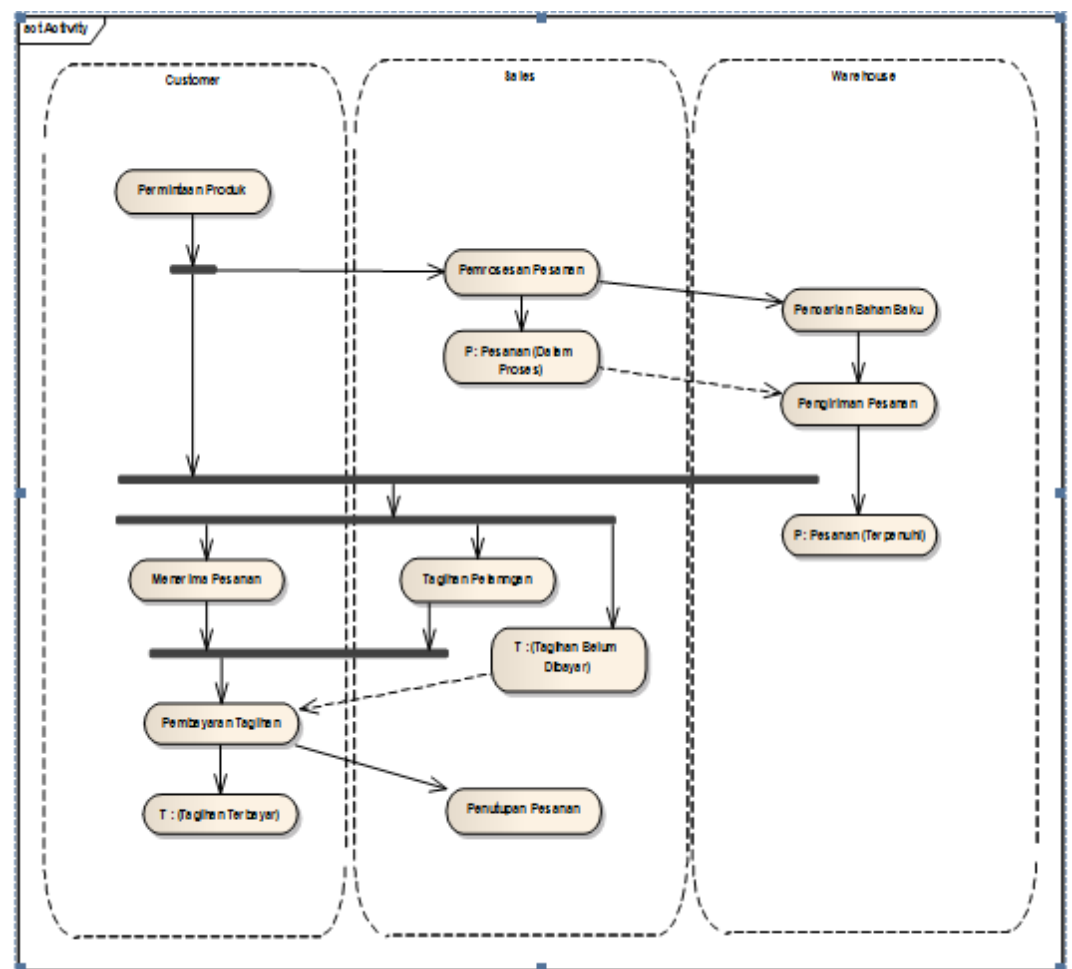 act Activity
Customer
Sales
Warehouse
Permintaan Produk
Pemrosesan Pesanan
Pencarian Bahan Baku
P : Pesanan (Dalam
Proses)
Pengiriman Pesanan
P : Pesanan (Terpenuhi)
Menerima Pesanan
Tagihan Pelanngan
T : (Tagihan Belum
Dibayar)
Pembayaran Tagihan
T : (Tagihan Terbayar)
Penutupan Pesanan